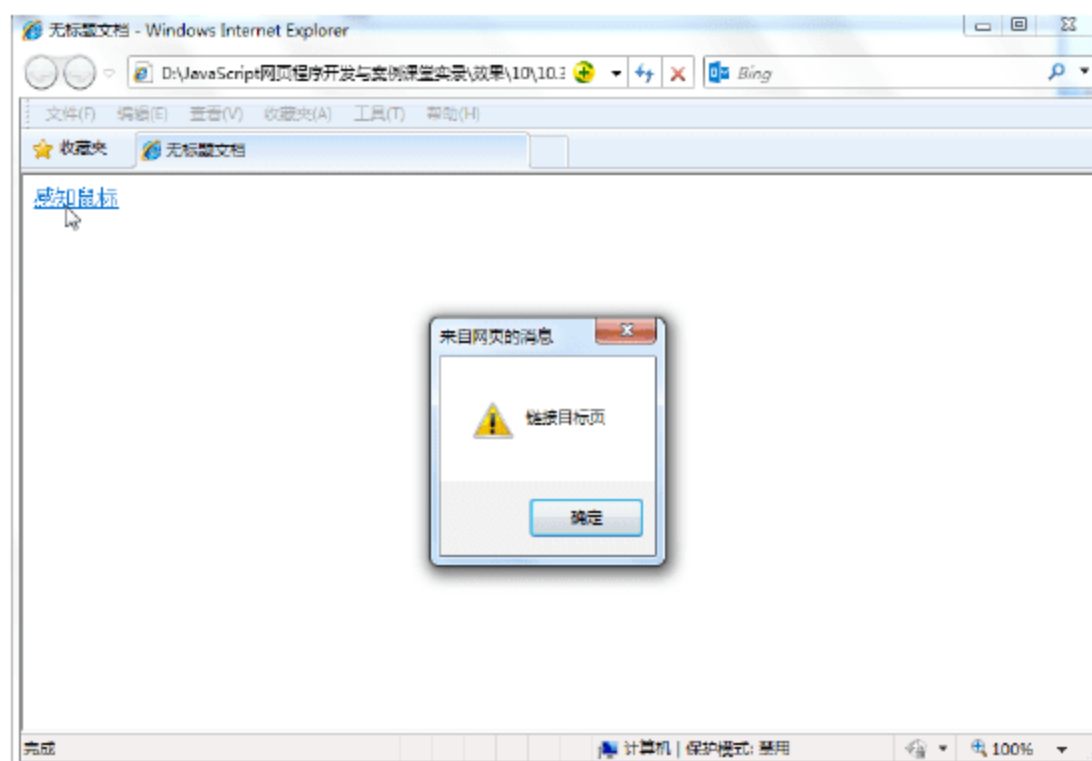 无标题文档 - Windows Internet Explorer
D:\JavaScript网页程序开发与案例课堂实录\效果\10\10.3
Bing
文件(F) 编辑(E) 查看(V) 收藏夹(A) 工具(T) 帮助(H)
收藏夹 无标题文档
感知鼠标
来自网页的消息
链接目标页
确定
完成 计算机 | 保护模式: 禁用 100%